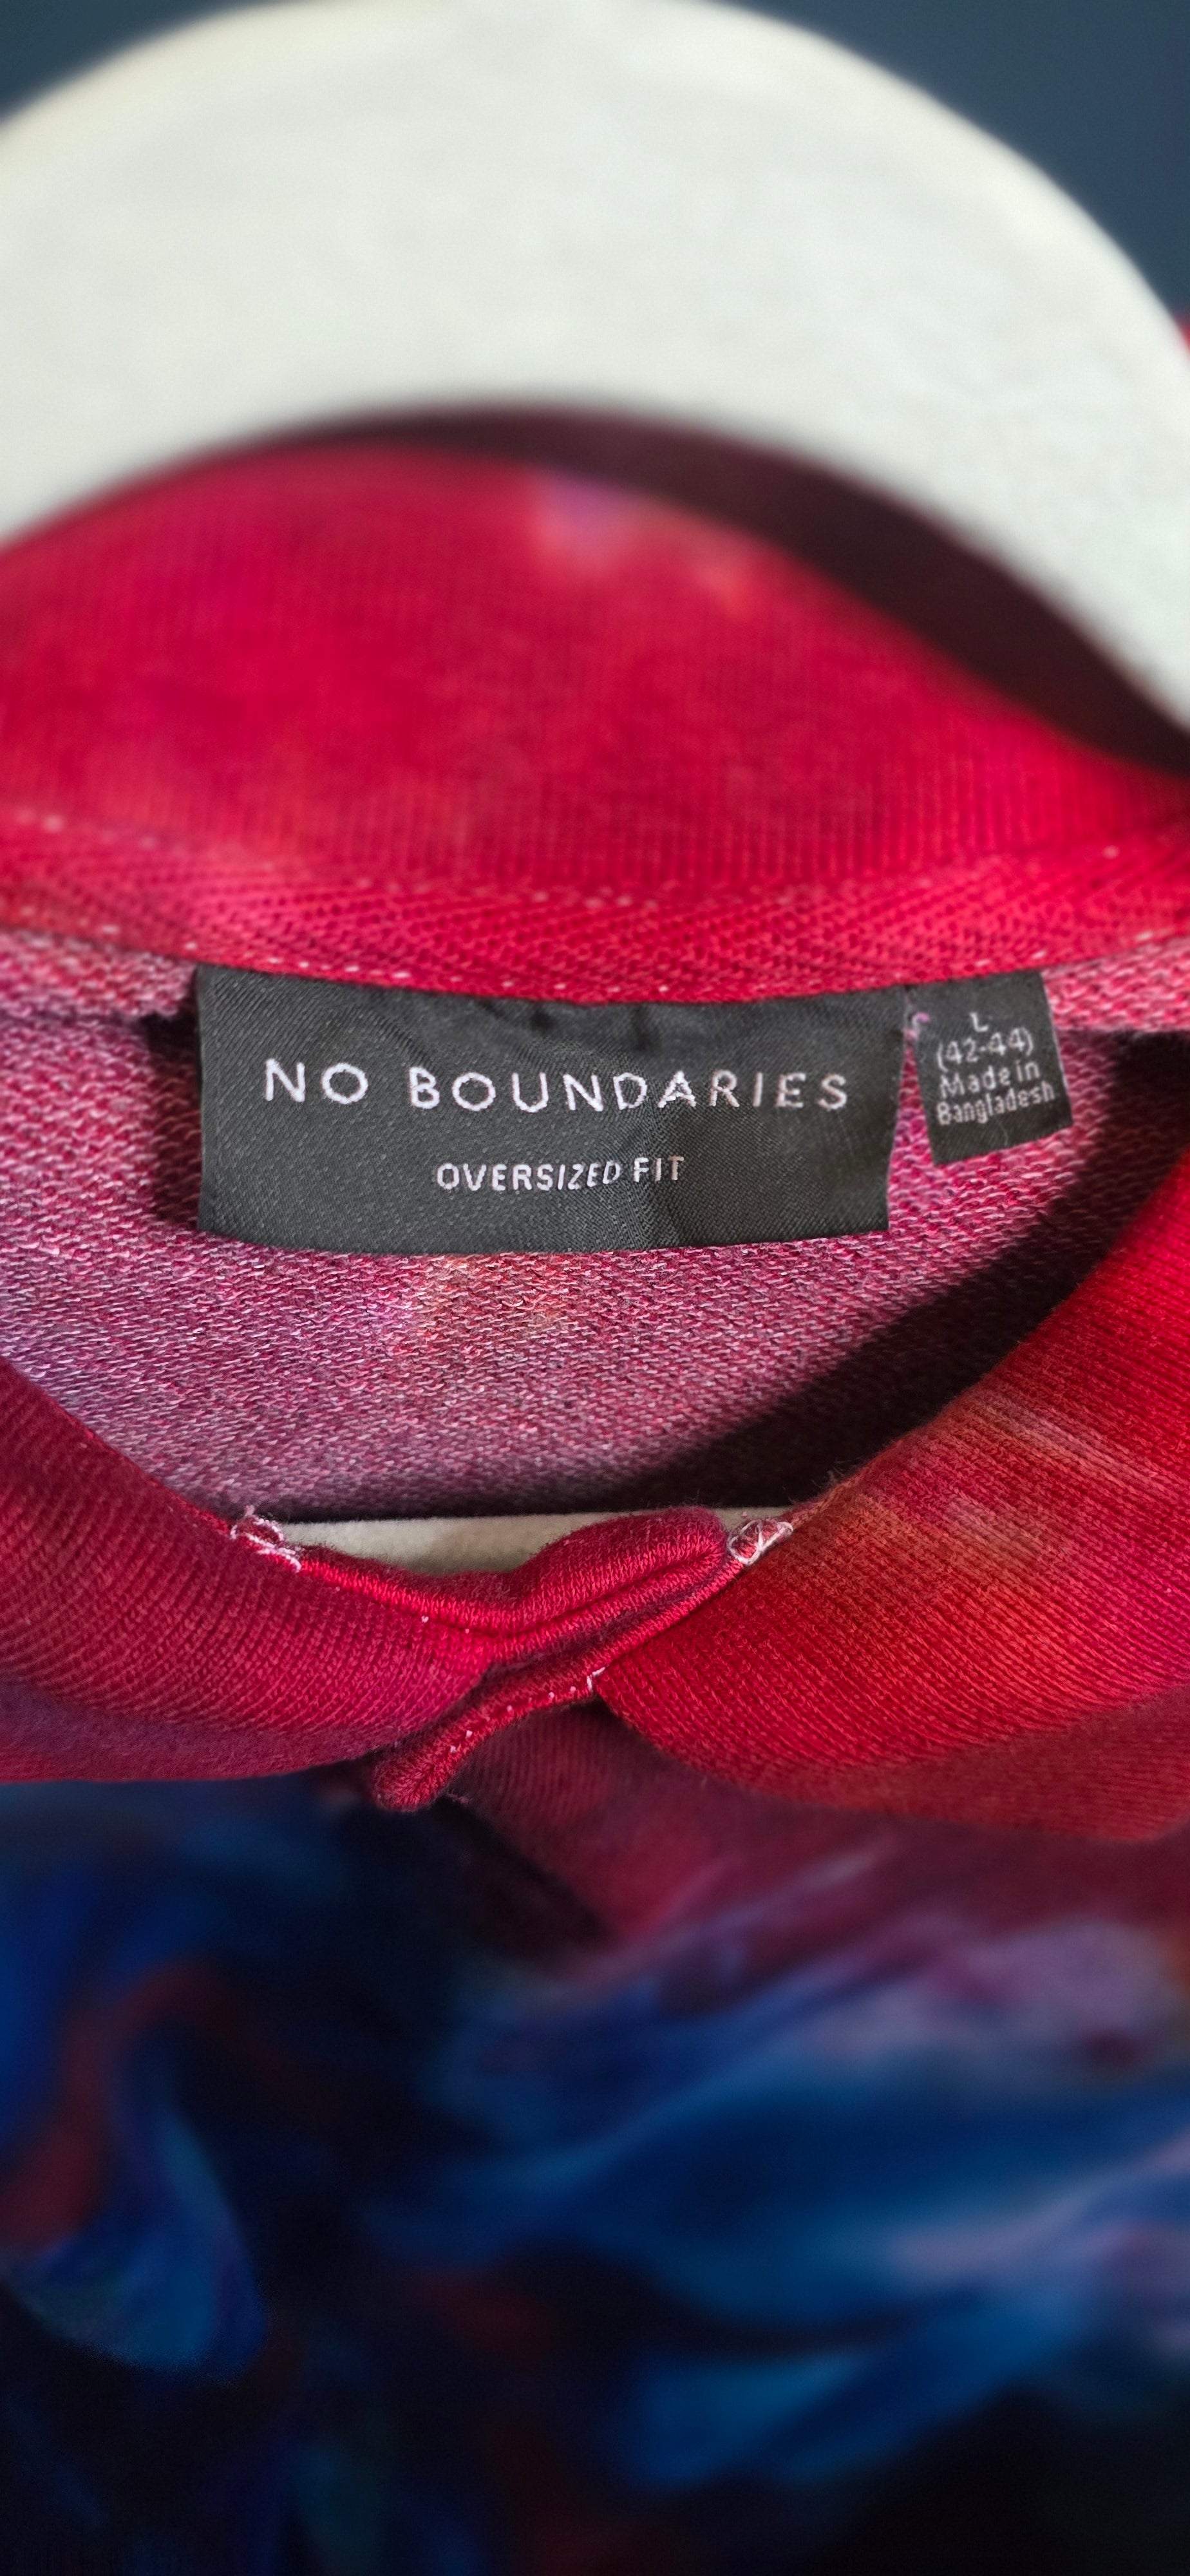 NO BOUNDARIES
OVERSIZED FIT
L
(42-44)
Made in
Bangladesh